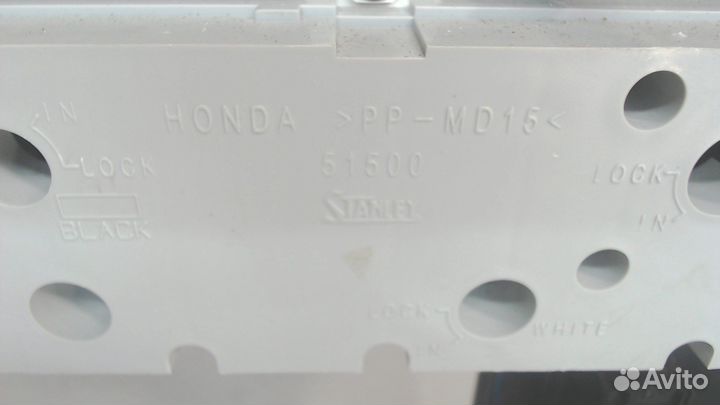 IN
LOCK
BLACK
HONDA >PP-MD15<
51500
STANLEY
LOCK
IN
LOCK
IN
WHITE
Avito